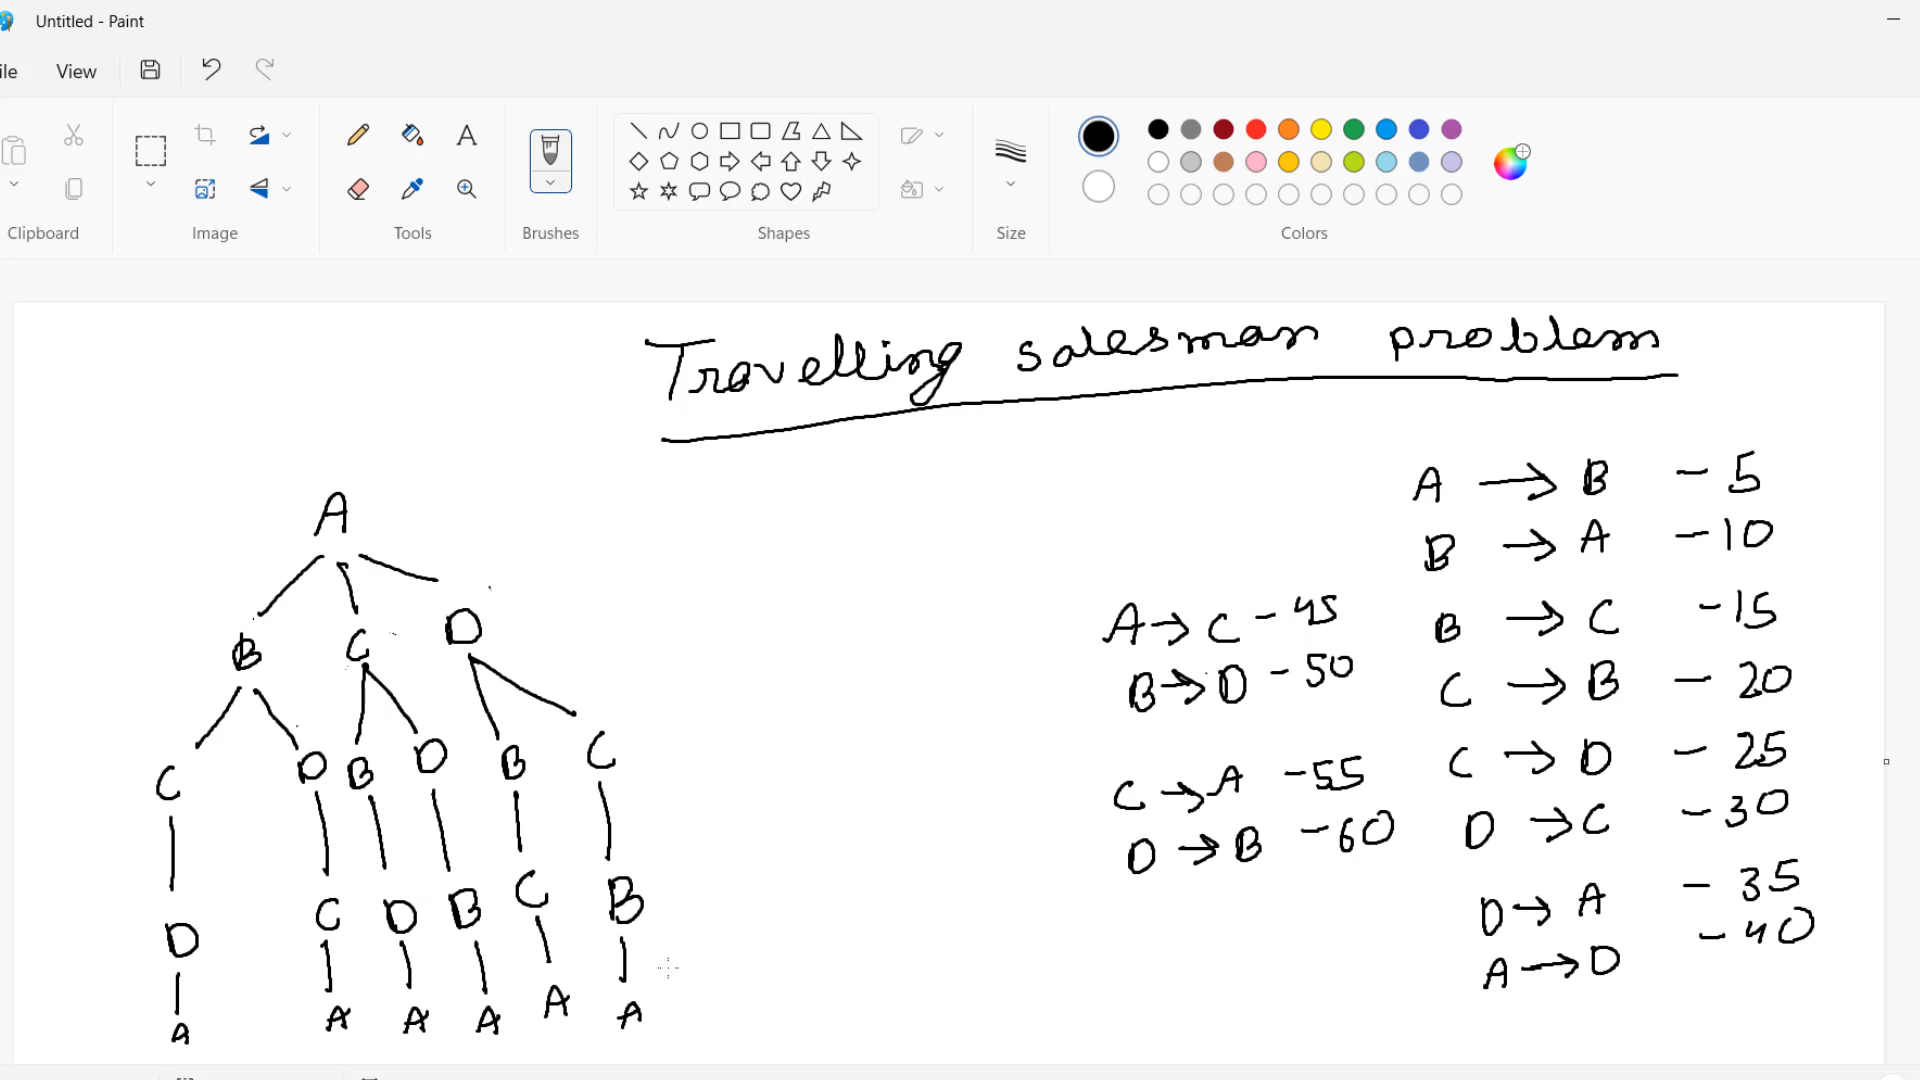 Untitled - Paint
ile View
Clipboard Image Tools Brushes Shapes Size Colors
Travelling salesman problem
A → B - 5
B → A - 10
B → C - 15
C → B - 20
C → D - 25
D → C - 30
D → A - 35
A → D - 40
A → C - 45
B → D - 50
C → A - 55
D → B - 60
A
B C D
C D B D B C
D C D B C B
A A A A A A